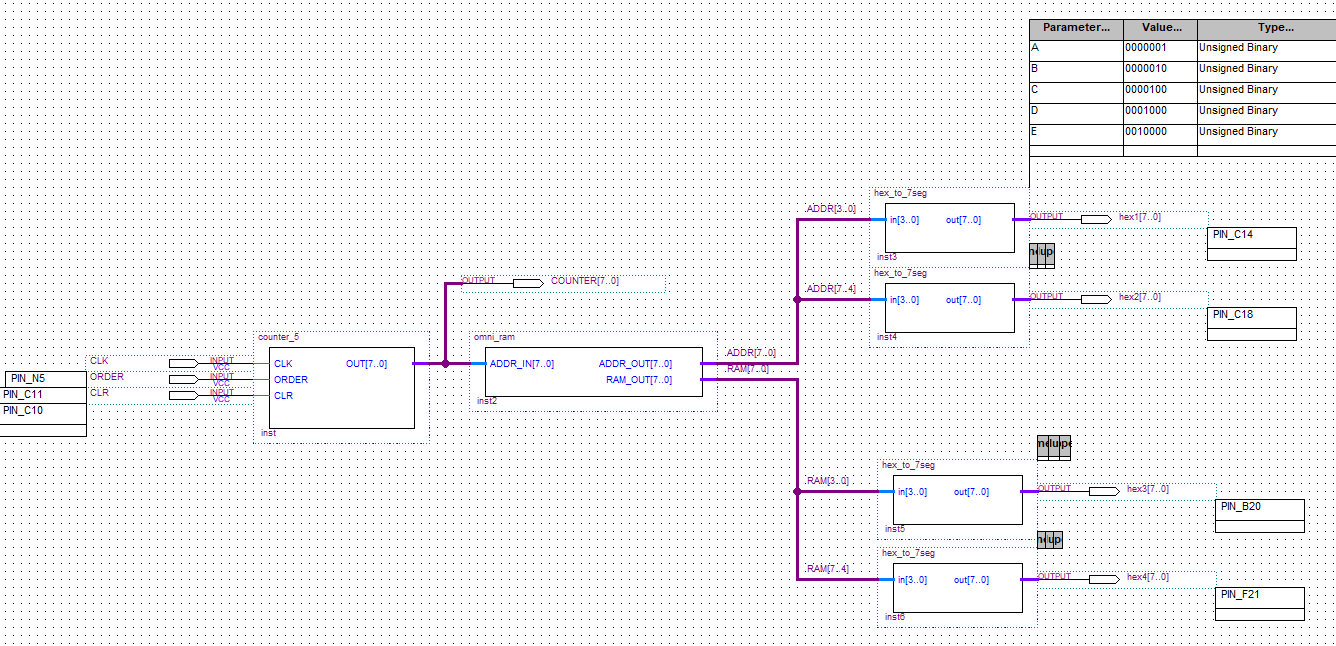 Parameter... Value... Type...
A 0000001 Unsigned Binary
B 0000010 Unsigned Binary
C 0000100 Unsigned Binary
D 0001000 Unsigned Binary
E 0010000 Unsigned Binary
hex_to_7seg
ADDR[3..0]
in[3..0] out[7..0]
OUTPUT hex1[7..0]
PIN_C14
inst3
hex_to_7seg
ADDR[7..4]
in[3..0] out[7..0]
OUTPUT hex2[7..0]
PIN_C18
inst4
OUTPUT COUNTER[7..0]
counter_5
CLK INPUT VCC
ORDER INPUT VCC
CLR INPUT VCC
PIN_N5
PIN_C11
PIN_C10
CLK OUT[7..0]
ORDER
CLR
inst
omni_ram
ADDR_IN[7..0] ADDR_OUT[7..0]
RAM_OUT[7..0]
inst2
ADDR[7..0]
RAM[7..0]
hex_to_7seg
RAM[3..0]
in[3..0] out[7..0]
OUTPUT hex3[7..0]
PIN_B20
inst5
hex_to_7seg
RAM[7..4]
in[3..0] out[7..0]
OUTPUT hex4[7..0]
PIN_F21
inst6